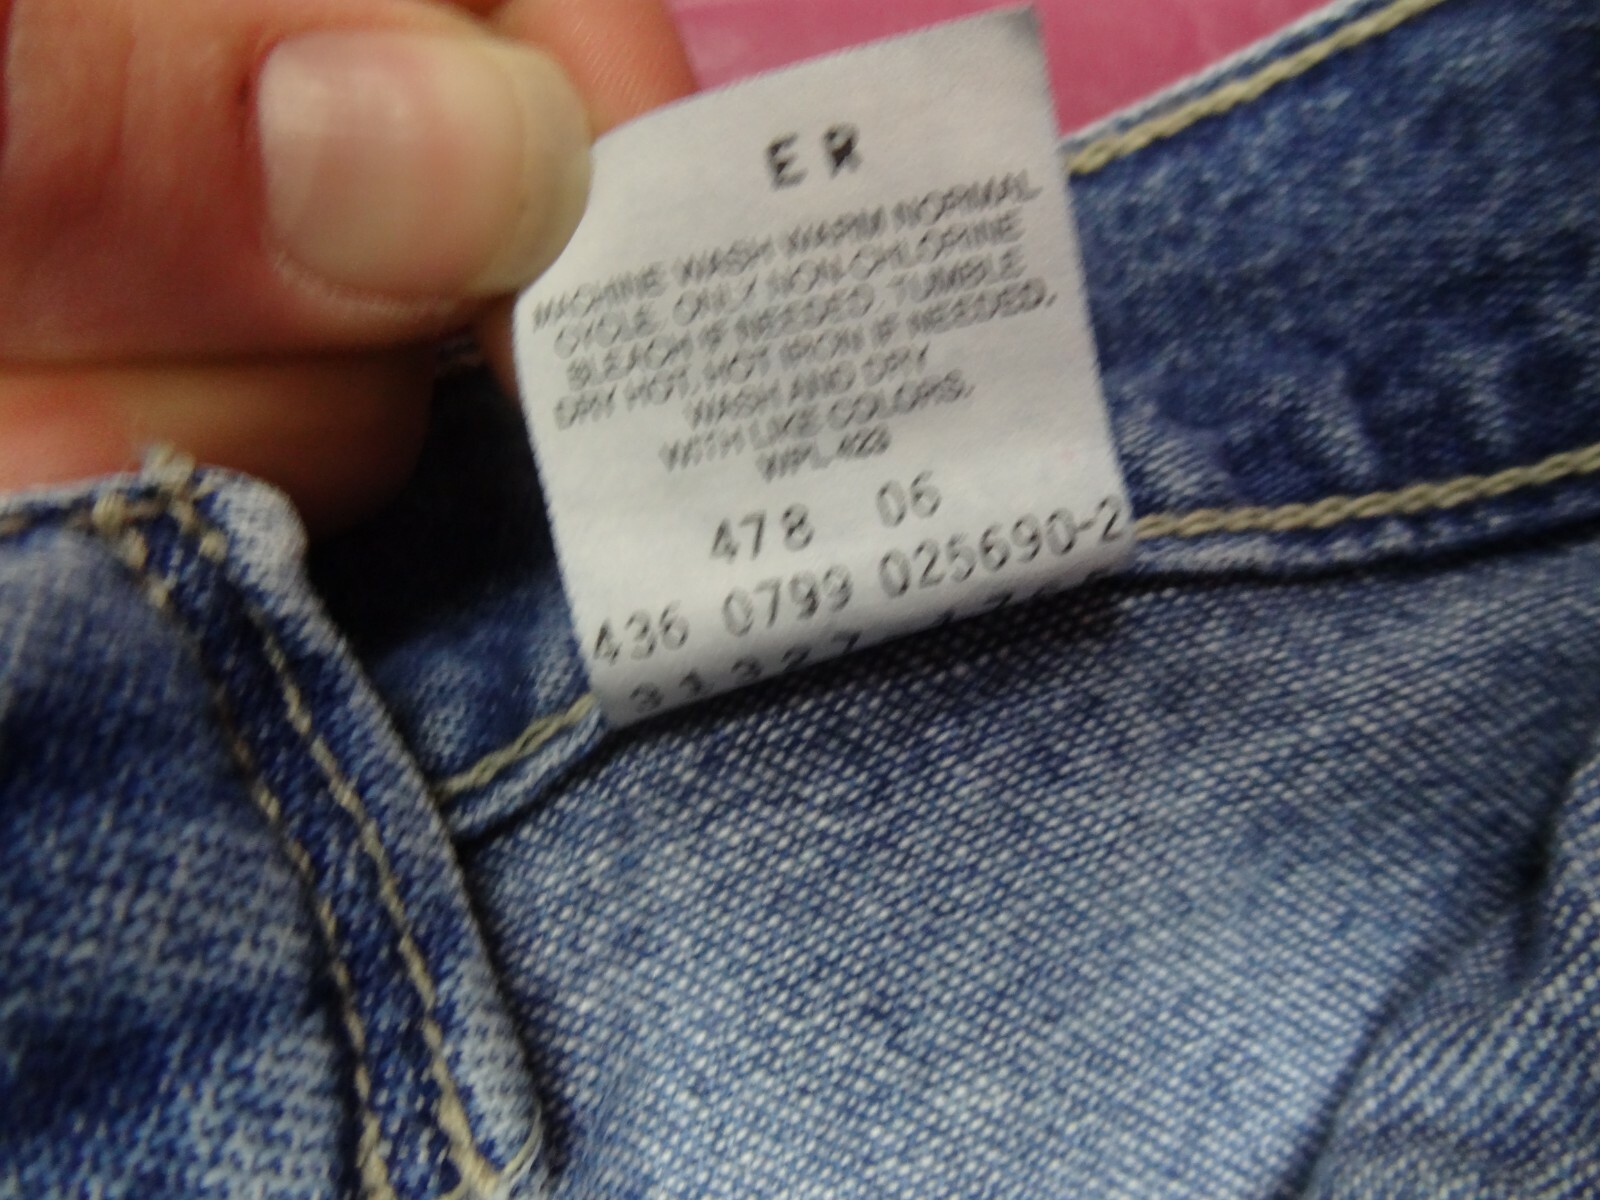 ER
MACHINE WASH WARM NORMAL
CYCLE. ONLY NON-CHLORINE
BLEACH IF NEEDED. TUMBLE
DRY HOT. HOT IRON IF NEEDED.
WASH AND DRY
WITH LIKE COLORS.
WPL 423
478 06
436 0799 025690-2
31327